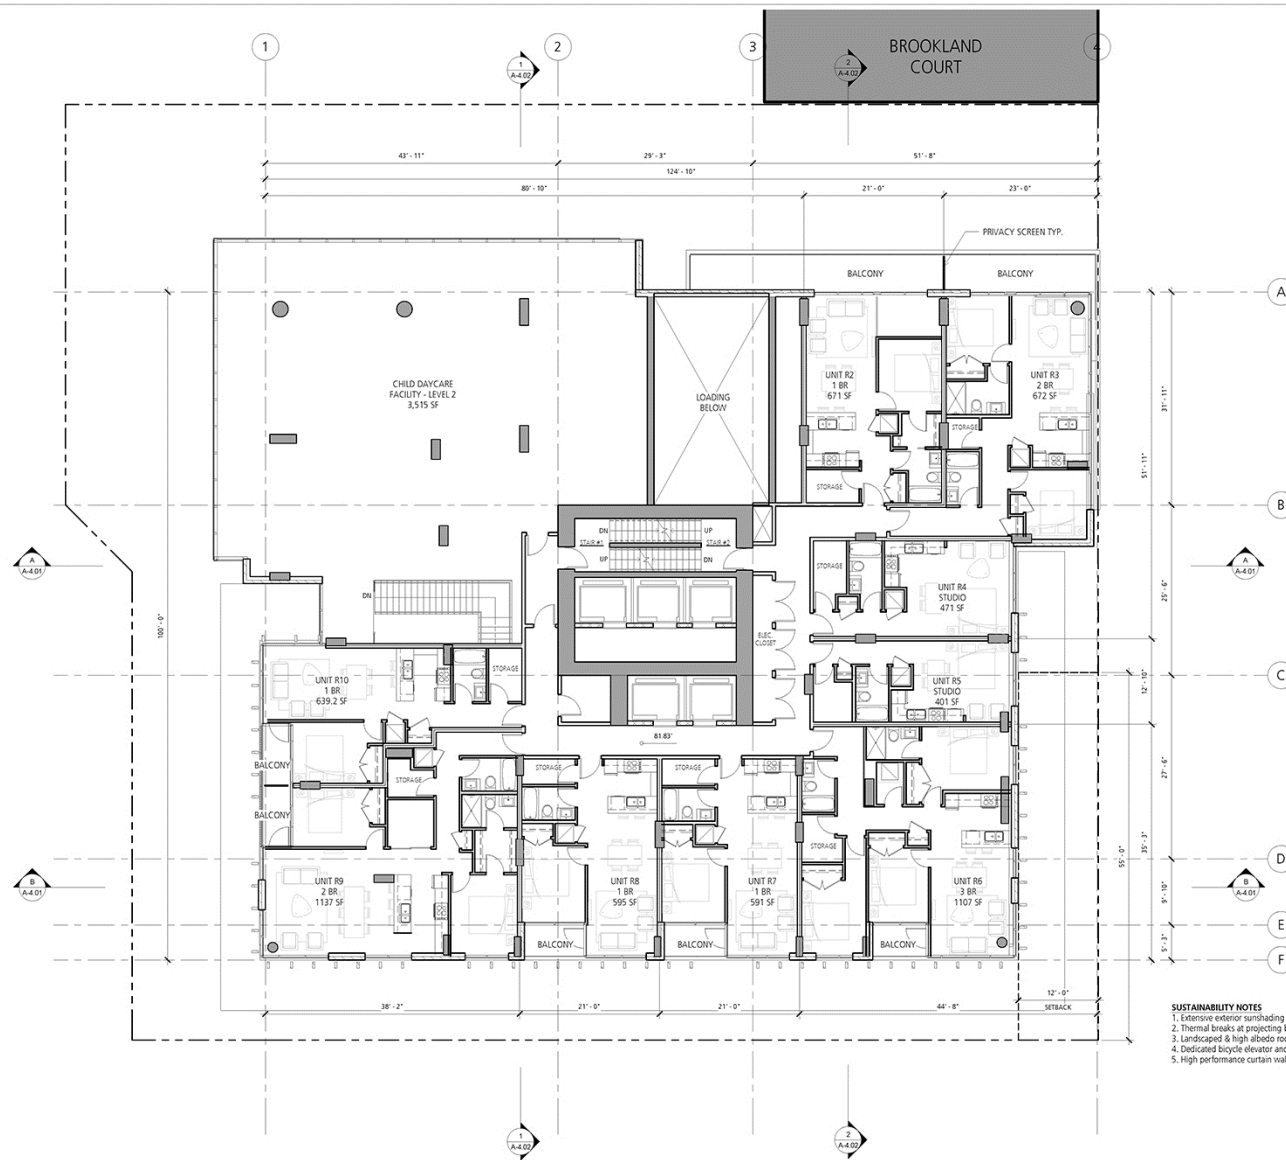 BROOKLAND
COURT
1
2
3
4
1
A-4.02
2
A-4.02
43' - 11"
29' - 3"
51' - 8"
124' - 10"
80' - 10"
21' - 0"
23' - 0"
PRIVACY SCREEN TYP.
BALCONY
BALCONY
A
CHILD DAYCARE
FACILITY - LEVEL 2
3,515 SF
LOADING
BELOW
UNIT R2
1 BR
671 SF
UNIT R3
2 BR
672 SF
STORAGE
STORAGE
31' - 11"
51' - 11"
B
DN
UP
STAIR #1
STAIR #2
UP
DN
A
A-4.01
A
A-4.01
STORAGE
UNIT R4
STUDIO
471 SF
25' - 6"
DN
100' - 0"
ELEC.
CLOSET
STORAGE
UNIT R10
1 BR
639.2 SF
UNIT R5
STUDIO
401 SF
12' - 10"
C
81.83'
BALCONY
STORAGE
STORAGE
STORAGE
27' - 6"
BALCONY
STORAGE
35' - 3"
55' - 0"
D
UNIT R9
2 BR
1137 SF
UNIT R8
1 BR
595 SF
UNIT R7
1 BR
591 SF
UNIT R6
3 BR
1107 SF
B
A-4.01
B
A-4.01
9' - 10"
E
BALCONY
BALCONY
BALCONY
5' - 3"
F
12' - 0"
SETBACK
38' - 2"
21' - 0"
21' - 0"
44' - 8"
SUSTAINABILITY NOTES
1. Extensive exterior sunshading
2. Thermal breaks at projecting
3. Landscaped & high albedo
4. Dedicated bicycle elevator
5. High performance curtain
1
A-4.02
2
A-4.02